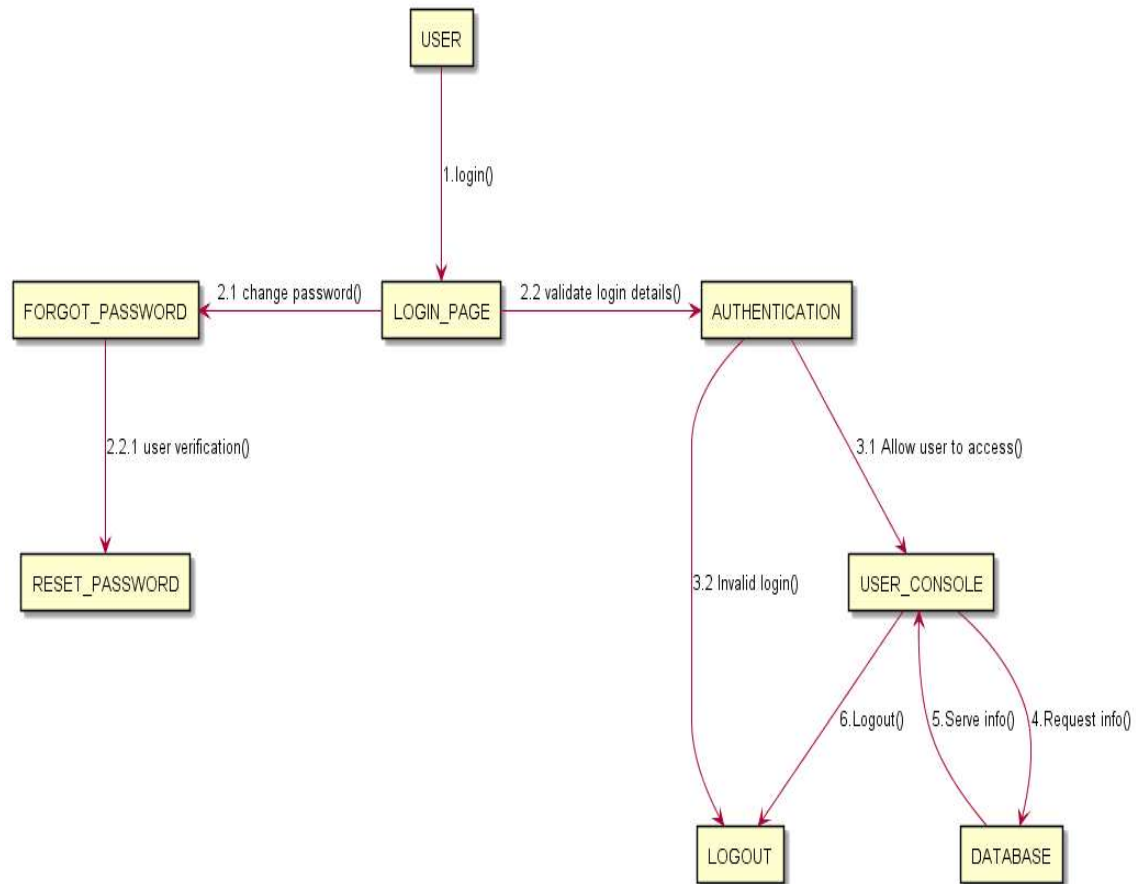 USER
1.login()
2.1 change password()
2.2 validate login details()
FORGOT_PASSWORD
LOGIN_PAGE
AUTHENTICATION
2.2.1 user verification()
3.1 Allow user to access()
RESET_PASSWORD
3.2 Invalid login()
USER_CONSOLE
6.Logout()
5.Serve info()
4.Request info()
LOGOUT
DATABASE